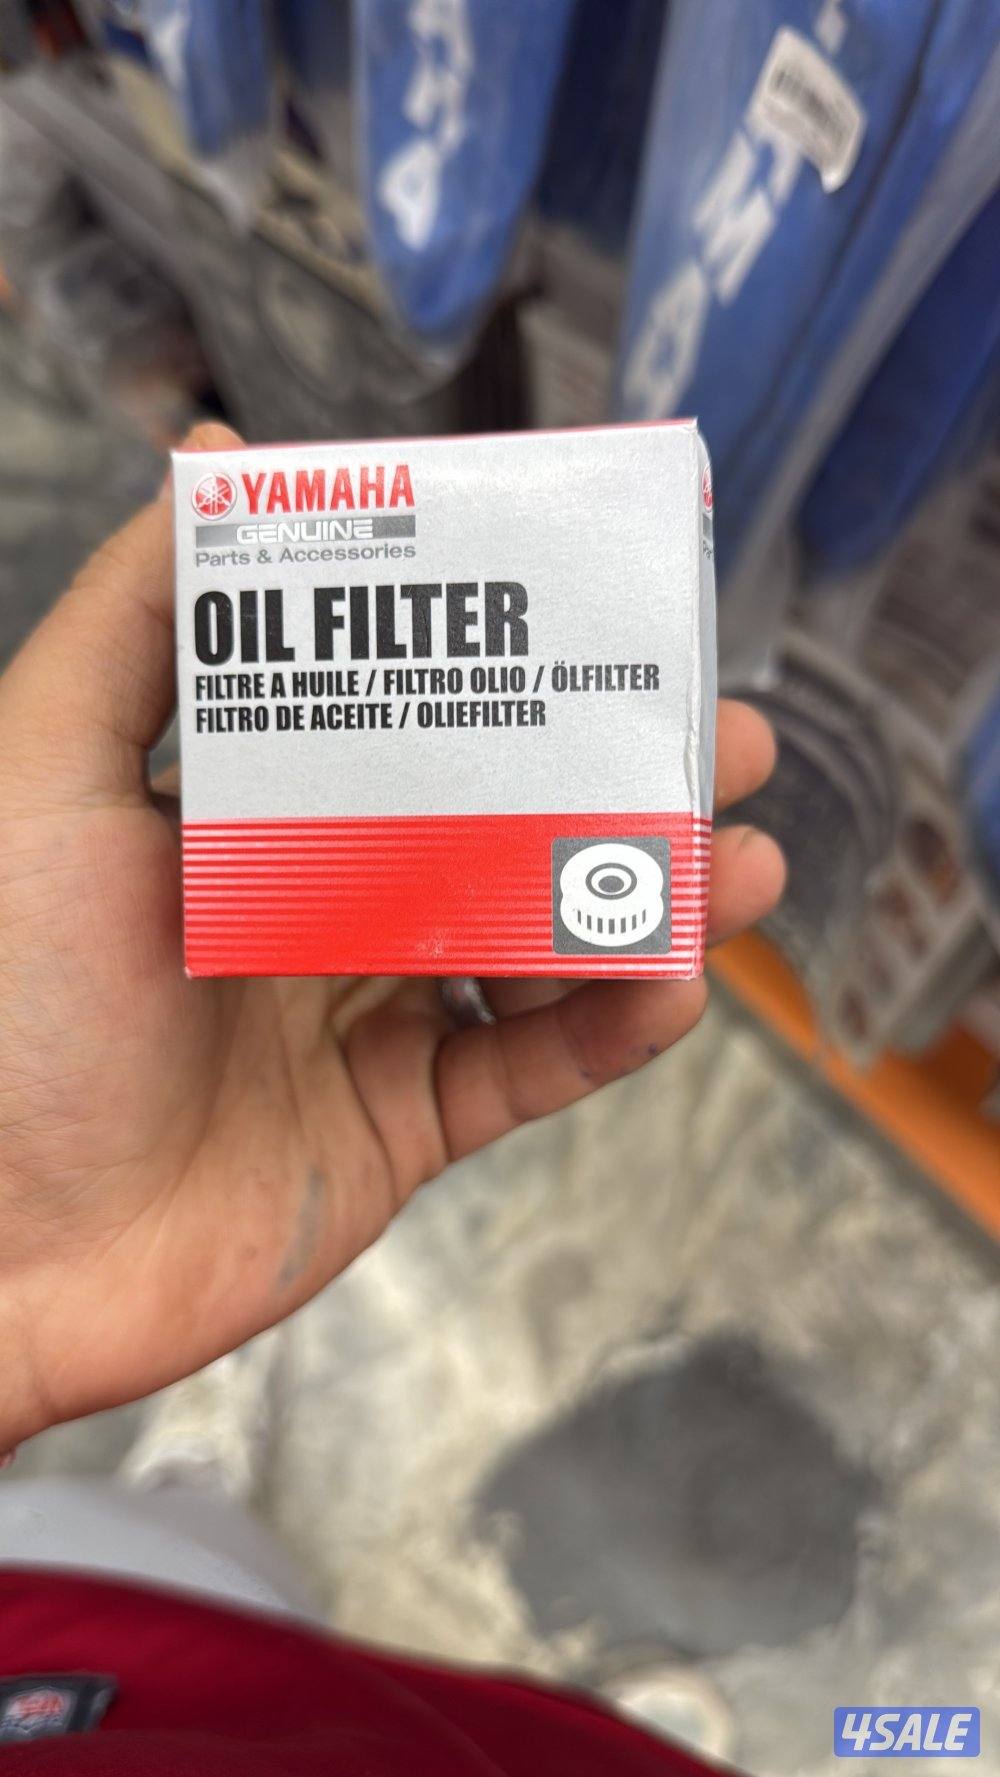 YAMAHA
GENUINE
Parts & Accessories
OIL FILTER
FILTRE A HUILE / FILTRO OLIO / ÖLFILTER
FILTRO DE ACEITE / OLIEFILTER
4SALE